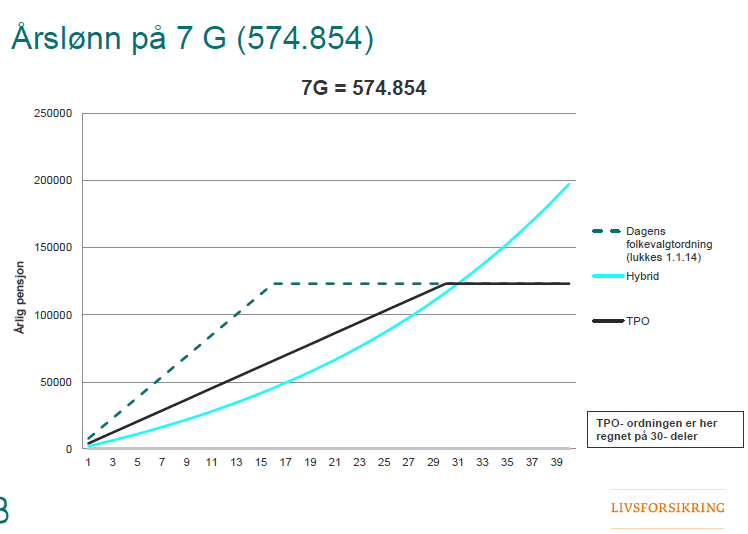 Årslønn på 7 G (574.854)
7G = 574.854
250000
200000
150000
100000
50000
0
Årlig pensjon
1 3 5 7 9 11 13 15 17 19 21 23 25 27 29 31 33 35 37 39
Dagens
folkevalgtordning
(lukkes 1.1.14)
Hybrid
TPO
TPO- ordningen er her
regnet på 30- deler
LIVSFORSIKRING